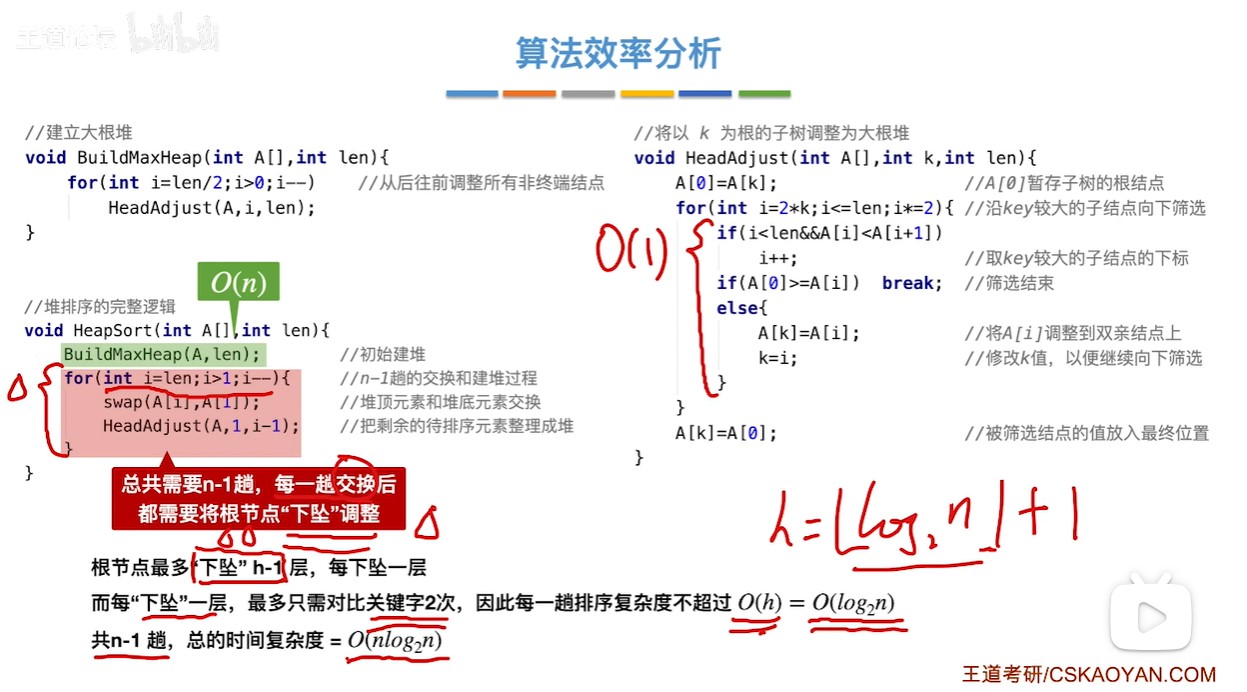 王道论坛 bilibili
算法效率分析
//建立大根堆
void BuildMaxHeap(int A[],int len){
for(int i=len/2;i>0;i--) //从后往前调整所有非终端结点
HeadAdjust(A,i,len);
}
O(n)
//堆排序的完整逻辑
void HeapSort(int A[],int len){
BuildMaxHeap(A,len); //初始建堆
for(int i=len;i>1;i--){ //n-1趟的交换和建堆过程
swap(A[i],A[1]); //堆顶元素和堆底元素交换
HeadAdjust(A,1,i-1); //把剩余的待排序元素整理成堆
}
}
总共需要n-1趟，每一趟交换后
都需要将根节点“下坠”调整
//将以 k 为根的子树调整为大根堆
void HeadAdjust(int A[],int k,int len){
A[0]=A[k]; //A[0]暂存子树的根结点
for(int i=2*k;i<=len;i*=2){ //沿key较大的子结点向下筛选
O(1)
if(i<len&&A[i]<A[i+1])
i++; //取key较大的子结点的下标
if(A[0]>=A[i]) break; //筛选结束
else{
A[k]=A[i]; //将A[i]调整到双亲结点上
k=i; //修改k值，以便继续向下筛选
}
}
A[k]=A[0]; //被筛选结点的值放入最终位置
}
h=⌊log₂n⌋+1
根节点最多“下坠” h-1 层，每下坠一层
而每“下坠”一层，最多只需对比关键字2次，因此每一趟排序复杂度不超过 O(h) = O(log₂n)
共n-1 趟，总的时间复杂度 = O(nlog₂n)
王道考研/CSKAOYAN.COM